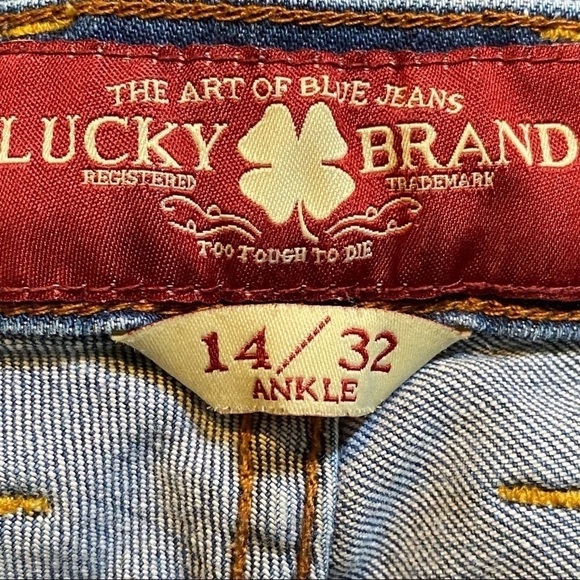 THE ART OF BLUE JEANS
LUCKY BRAND
REGISTERED TRADEMARK
TOO TOUGH TO DIE
14/32
ANKLE